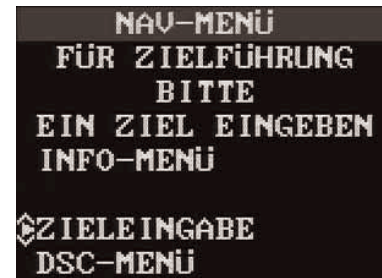 NAV-MENÜ
FÜR ZIELFÜHRUNG
BITTE
EIN ZIEL EINGEBEN
INFO-MENÜ
ZIELEINGABE
DSC-MENÜ